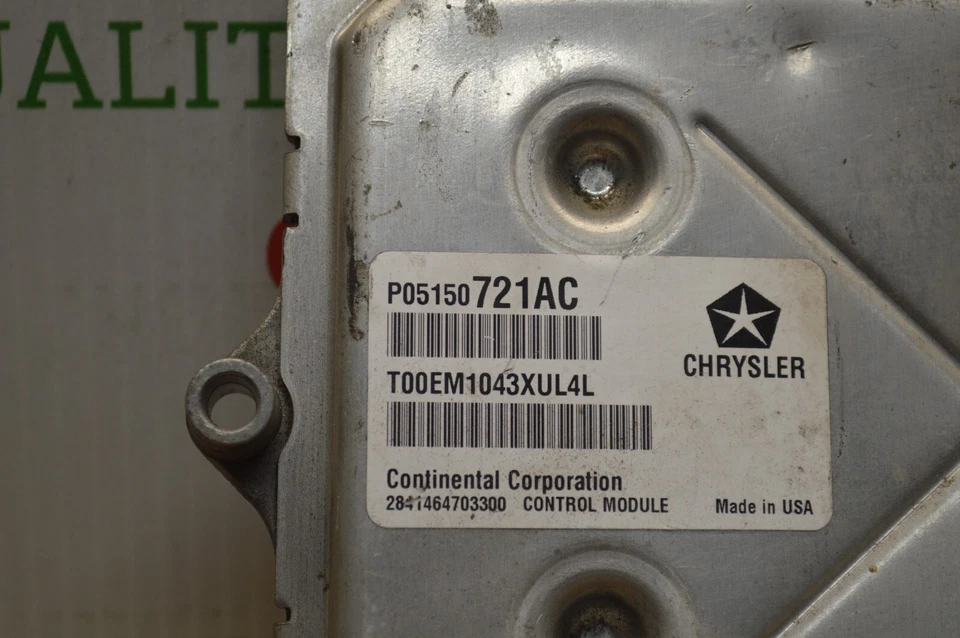 UALIT
P05150721AC
T00EM1043XUL4L
CHRYSLER
Continental Corporation
2841464703300 CONTROL MODULE Made in USA